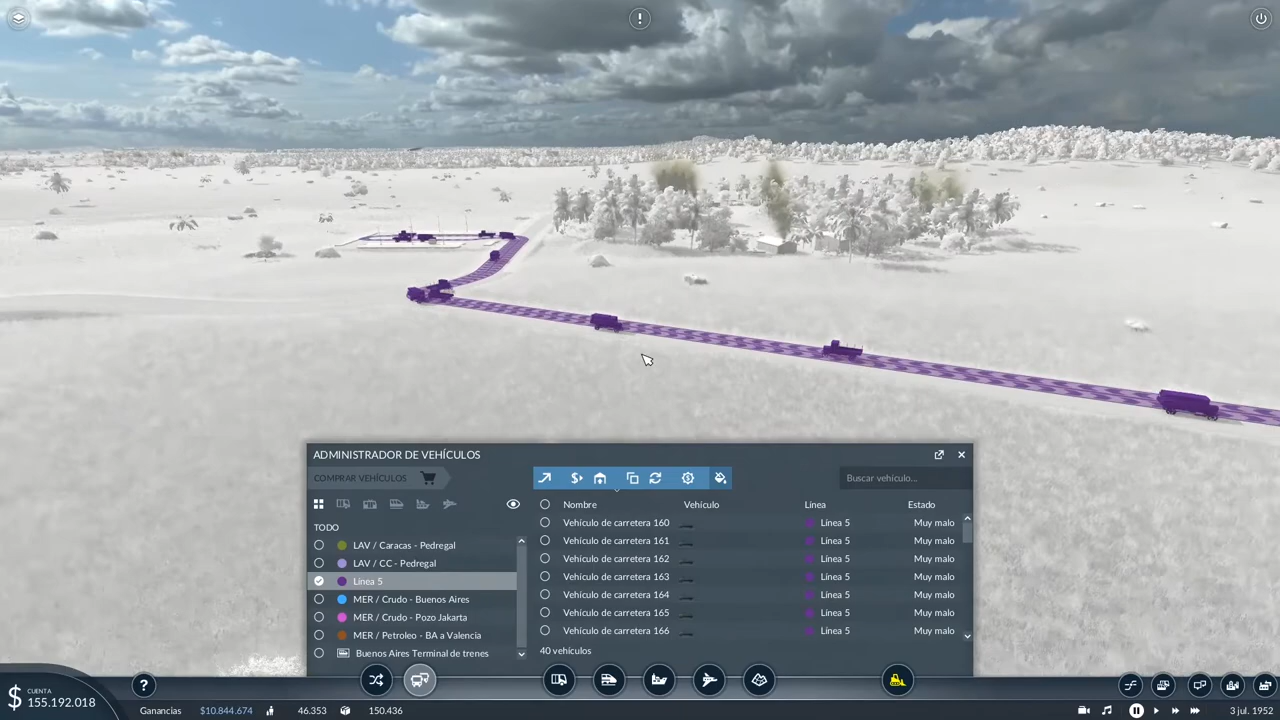 ADMINISTRADOR DE VEHÍCULOS
COMPRAR VEHÍCULOS
Buscar vehículo...
Nombre Vehículo Línea Estado
TODO
LAV / Caracas - Pedregal
LAV / CC - Pedregal
Línea 5
MER / Crudo - Buenos Aires
MER / Crudo - Pozo Jakarta
MER / Petroleo - BA a Valencia
Buenos Aires Terminal de trenes
Vehículo de carretera 160 Línea 5 Muy malo
Vehículo de carretera 161 Línea 5 Muy malo
Vehículo de carretera 162 Línea 5 Muy malo
Vehículo de carretera 163 Línea 5 Muy malo
Vehículo de carretera 164 Línea 5 Muy malo
Vehículo de carretera 165 Línea 5 Muy malo
Vehículo de carretera 166 Línea 5 Muy malo
40 vehículos
$ CUENTA
155.192.018
?
Ganancias $10.844.674 46.353 150.436
3 jul. 1952